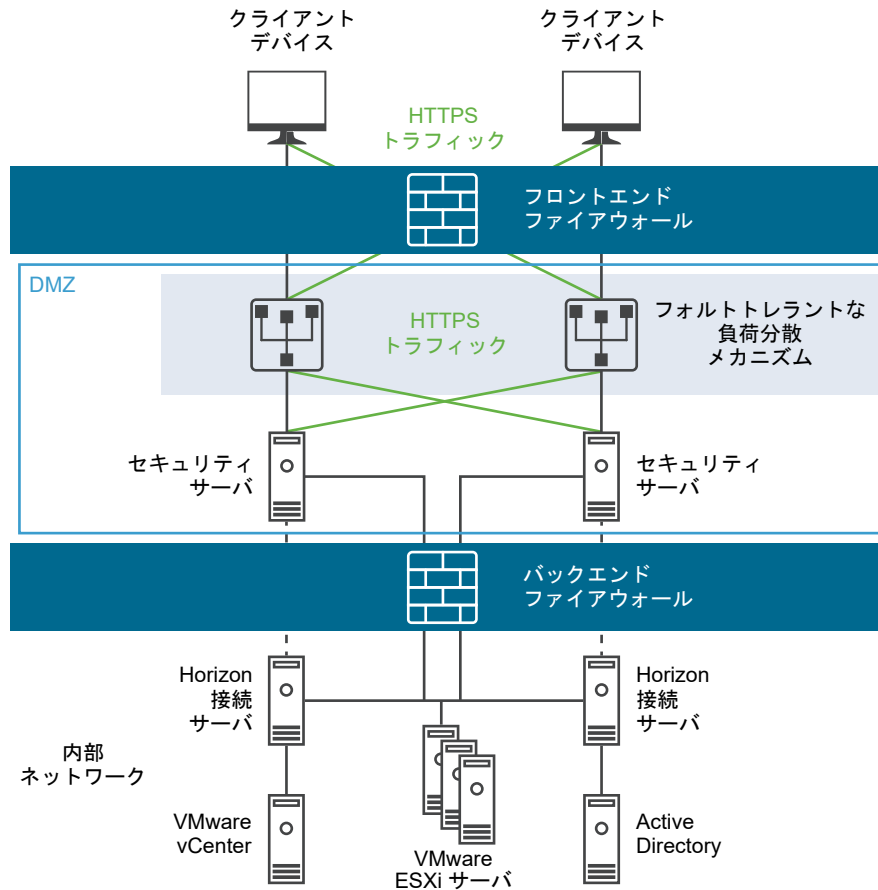 クライアント
デバイス
クライアント
デバイス
HTTPS
トラフィック
フロントエンド
ファイアウォール
DMZ
HTTPS
トラフィック
フォルトトレラントな
負荷分散
メカニズム
セキュリティ
サーバ
セキュリティ
サーバ
バックエンド
ファイアウォール
Horizon
接続
サーバ
Horizon
接続
サーバ
内部
ネットワーク
VMware
vCenter
VMware
ESXi サーバ
Active
Directory